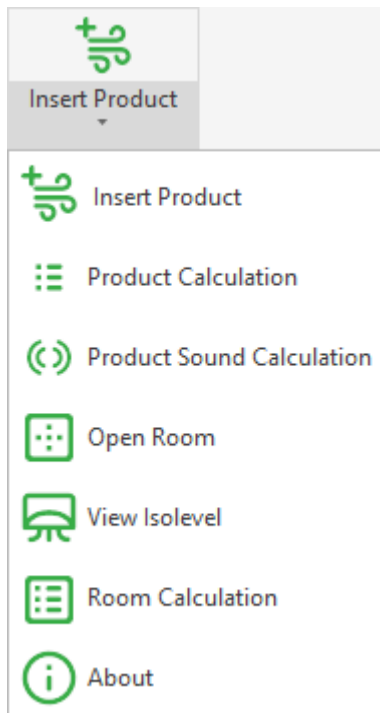 Insert Product
Insert Product
Product Calculation
Product Sound Calculation
Open Room
View Isolevel
Room Calculation
About